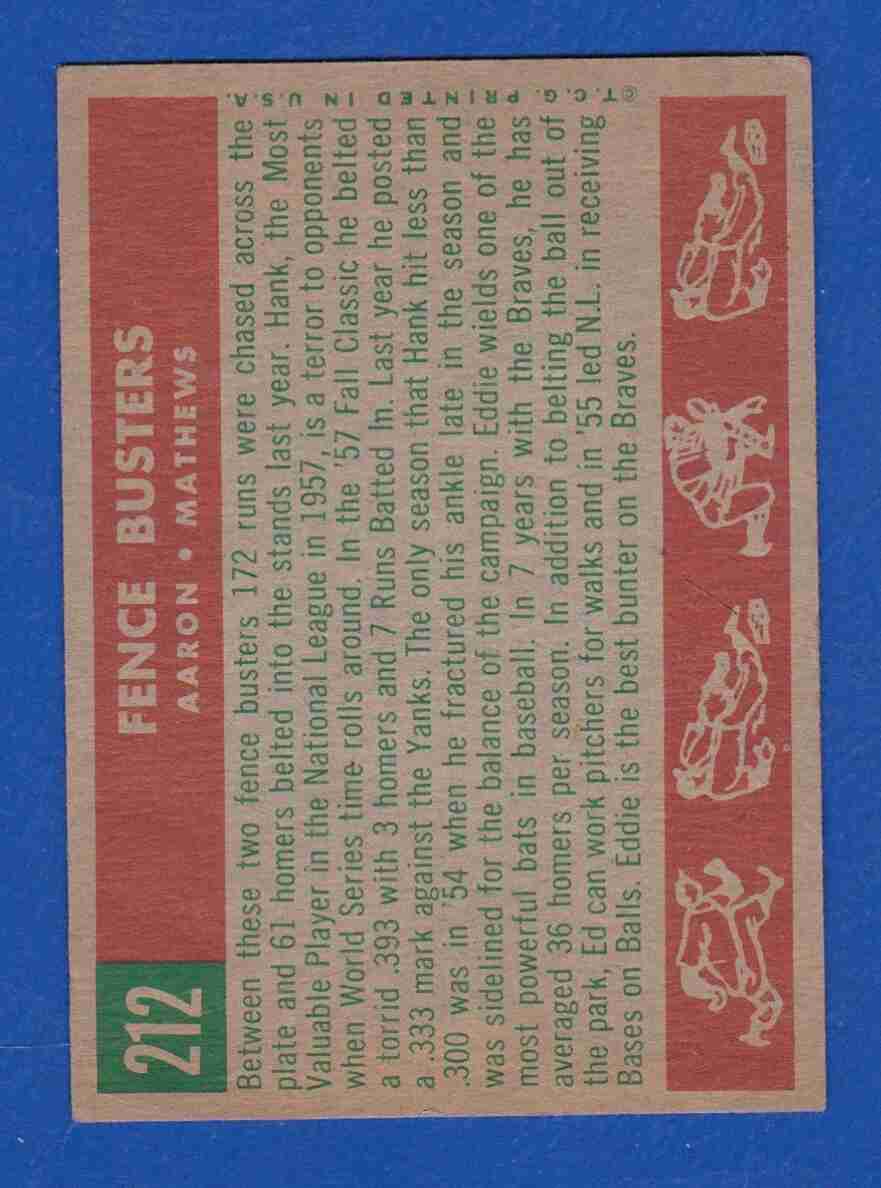 212
FENCE BUSTERS
AARON • MATHEWS
Between these two fence busters 172 runs were chased across the
plate and 61 homers belted into the stands last year. Hank, the Most
Valuable Player in the National League in 1957, is a terror to opponents
when World Series time rolls around. In the '57 Fall Classic he belted
a torrid .393 with 3 homers and 7 Runs Batted In. Last year he posted
a .333 mark against the Yanks. The only season that Hank hit less than
.300 was in '54 when he fractured his ankle late in the season and
was sidelined for the balance of the campaign. Eddie wields one of the
most powerful bats in baseball. In 7 years with the Braves, he has
averaged 36 homers per season. In addition to belting the ball out of
the park, Ed can work pitchers for walks and in '55 led N.L. in receiving
Bases on Balls. Eddie is the best bunter on the Braves.
©T.C.G. PRINTED IN U.S.A.